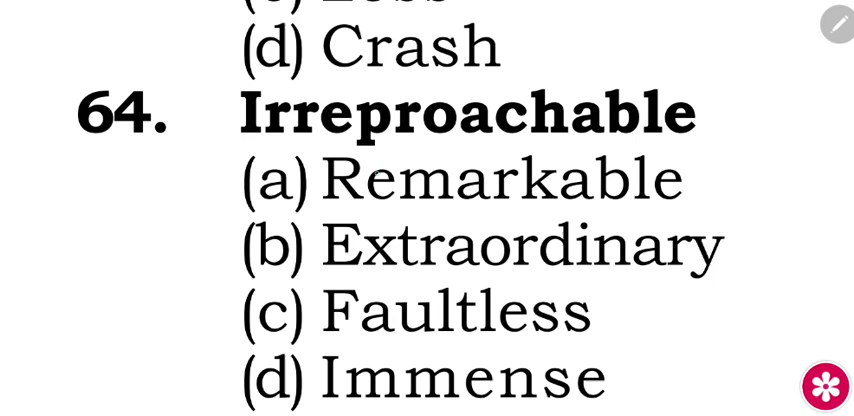 (d) Crash
64. Irreproachable
(a) Remarkable
(b) Extraordinary
(c) Faultless
(d) Immense